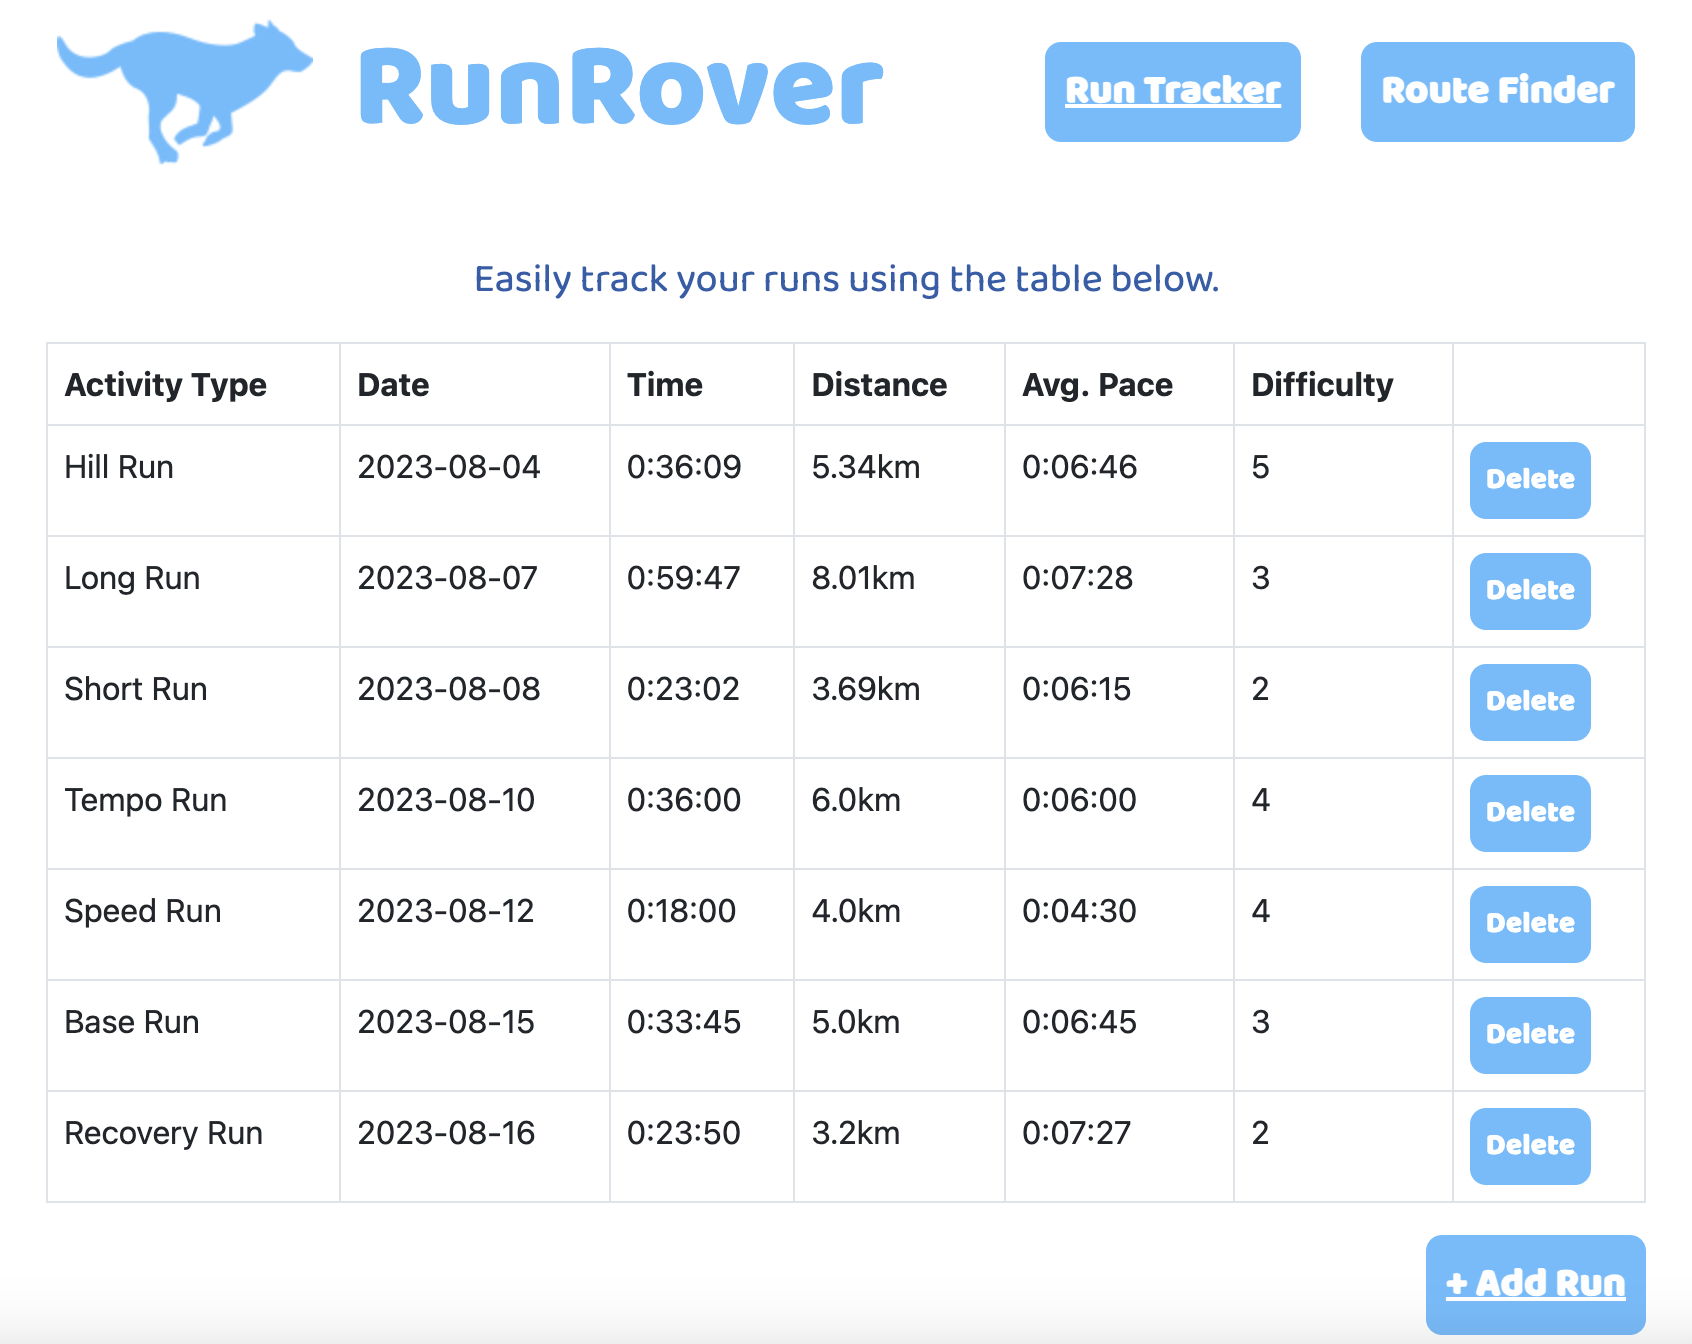 RunRover
Run Tracker
Route Finder
Easily track your runs using the table below.
Activity Type Date Time Distance Avg. Pace Difficulty
Hill Run 2023-08-04 0:36:09 5.34km 0:06:46 5 Delete
Long Run 2023-08-07 0:59:47 8.01km 0:07:28 3 Delete
Short Run 2023-08-08 0:23:02 3.69km 0:06:15 2 Delete
Tempo Run 2023-08-10 0:36:00 6.0km 0:06:00 4 Delete
Speed Run 2023-08-12 0:18:00 4.0km 0:04:30 4 Delete
Base Run 2023-08-15 0:33:45 5.0km 0:06:45 3 Delete
Recovery Run 2023-08-16 0:23:50 3.2km 0:07:27 2 Delete
+ Add Run